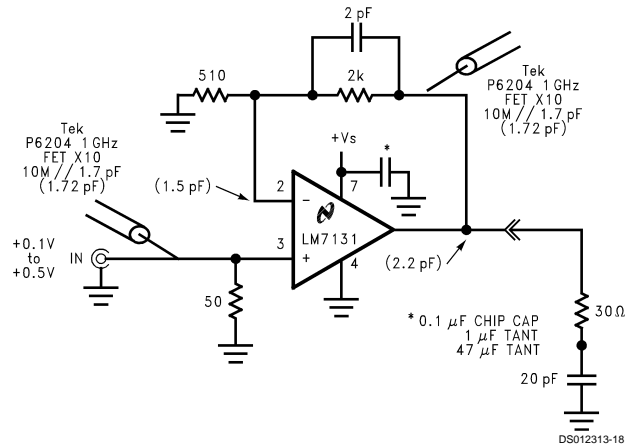 2 pF
510
2k
Tek
P6204 1 GHz
FET X10
10M // 1.7 pF
(1.72 pF)
Tek
P6204 1 GHz
FET X10
10M // 1.7 pF
(1.72 pF)
+Vs
*
(1.5 pF)
2
7
−
LM7131
3
+
4
+0.1V
to
+0.5V
IN
50
(2.2 pF)
* 0.1 µF CHIP CAP
1 µF TANT
47 µF TANT
30Ω
20 pF
DS012313-18